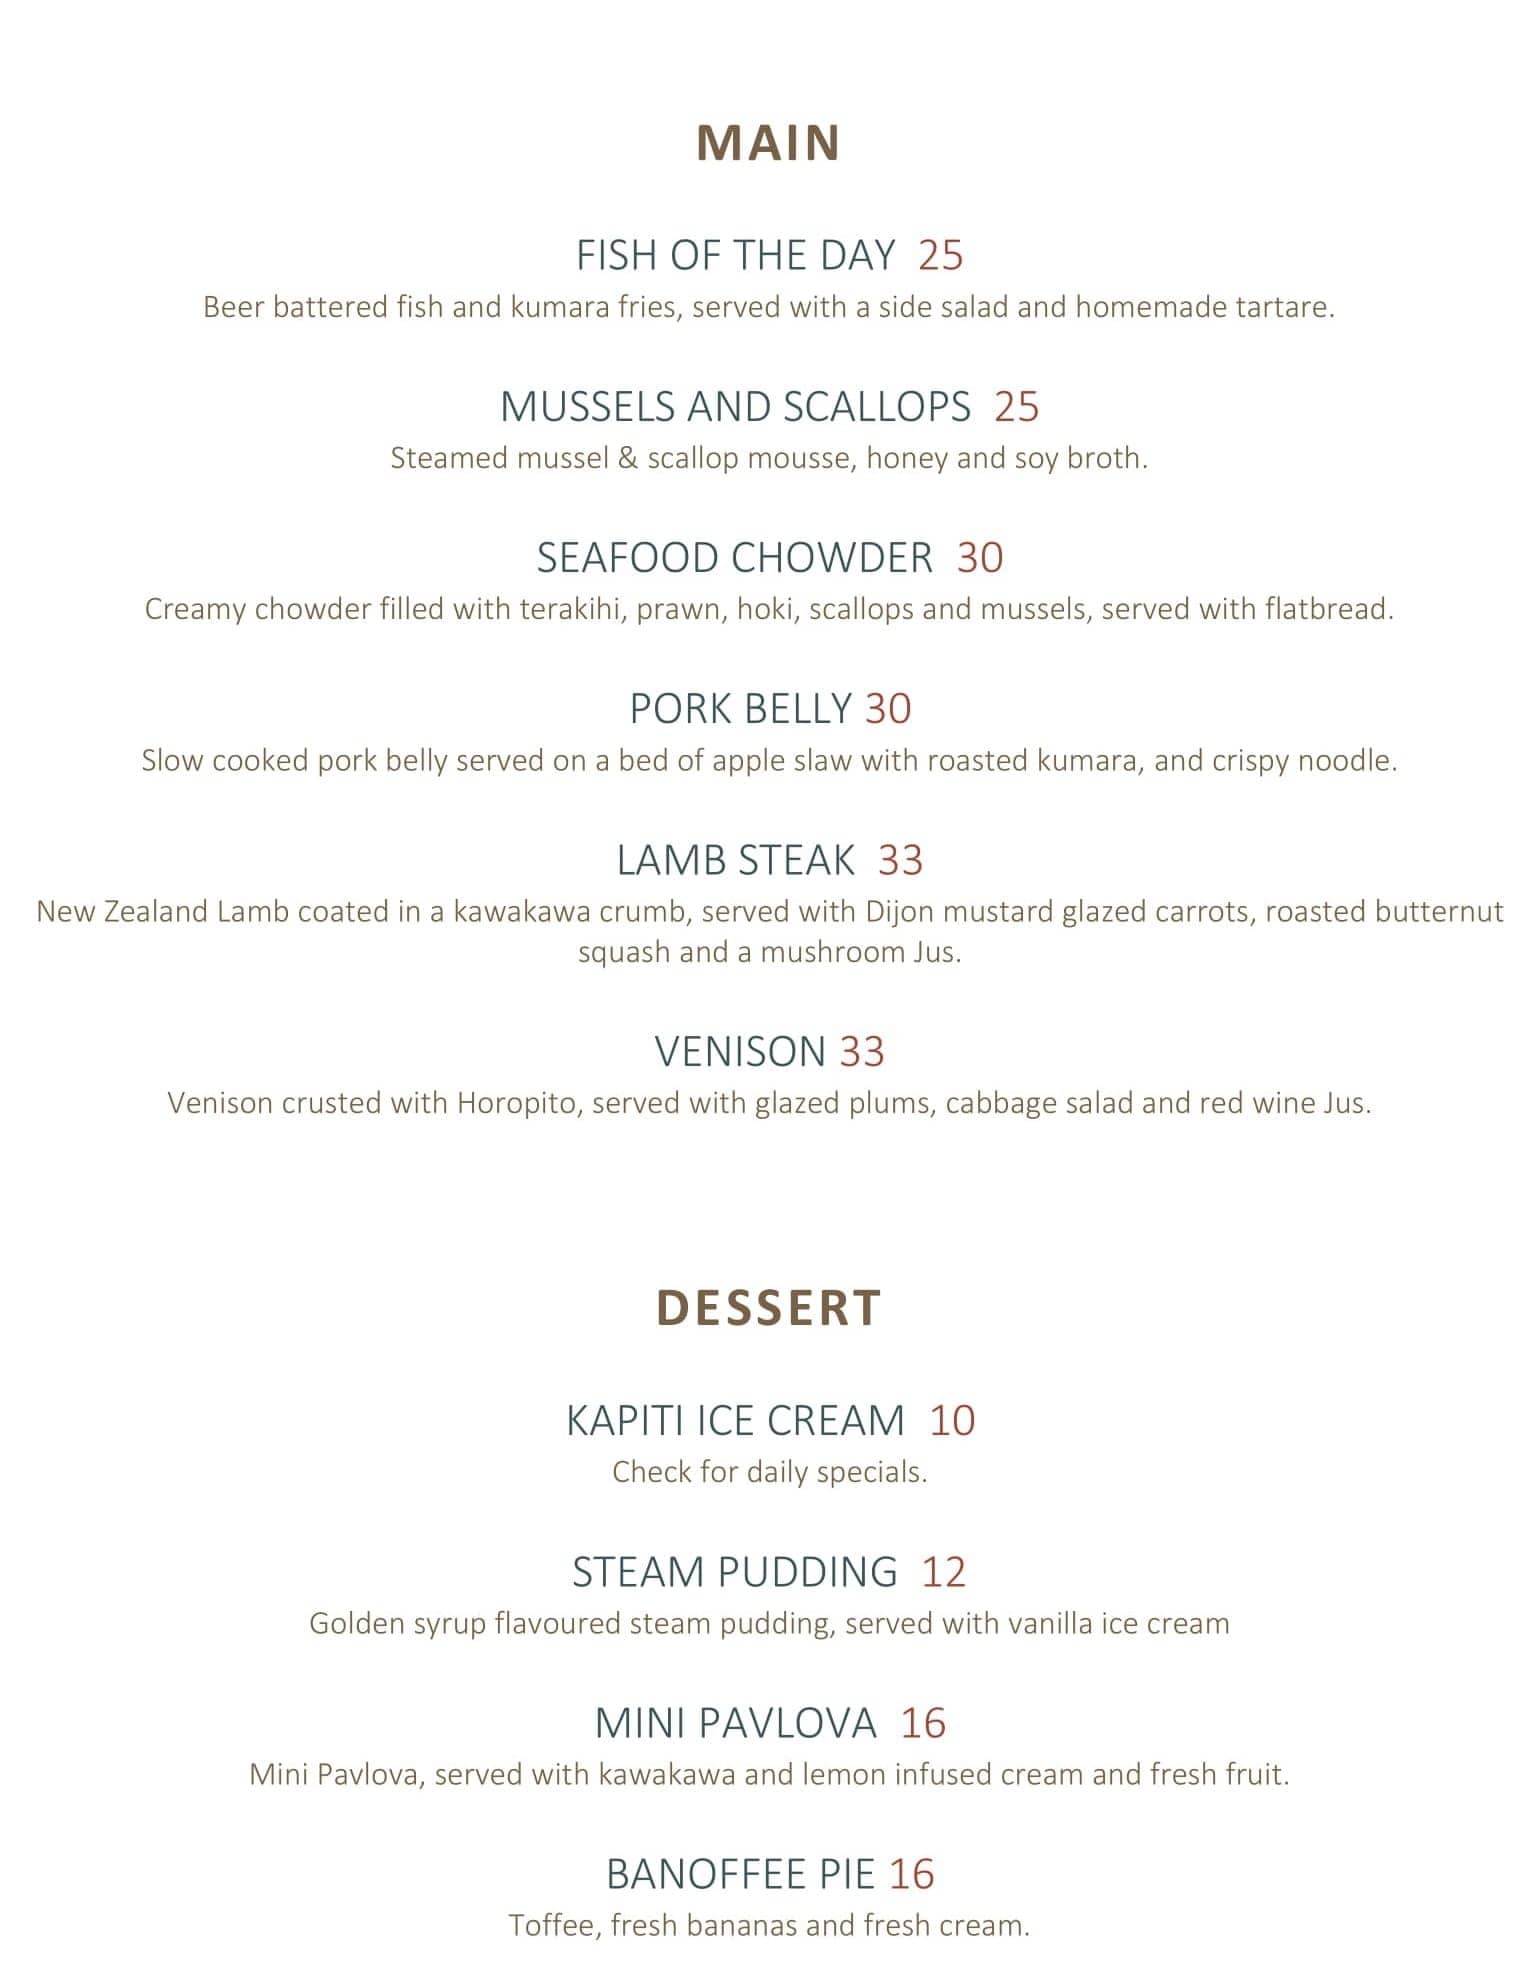 MAIN
FISH OF THE DAY 25
Beer battered fish and kumara fries, served with a side salad and homemade tartare.
MUSSELS AND SCALLOPS 25
Steamed mussel & scallop mousse, honey and soy broth.
SEAFOOD CHOWDER 30
Creamy chowder filled with terakihi, prawn, hoki, scallops and mussels, served with flatbread.
PORK BELLY 30
Slow cooked pork belly served on a bed of apple slaw with roasted kumara, and crispy noodle.
LAMB STEAK 33
New Zealand Lamb coated in a kawakawa crumb, served with Dijon mustard glazed carrots, roasted butternut
squash and a mushroom Jus.
VENISON 33
Venison crusted with Horopito, served with glazed plums, cabbage salad and red wine Jus.
DESSERT
KAPITI ICE CREAM 10
Check for daily specials.
STEAM PUDDING 12
Golden syrup flavoured steam pudding, served with vanilla ice cream
MINI PAVLOVA 16
Mini Pavlova, served with kawakawa and lemon infused cream and fresh fruit.
BANOFFEE PIE 16
Toffee, fresh bananas and fresh cream.